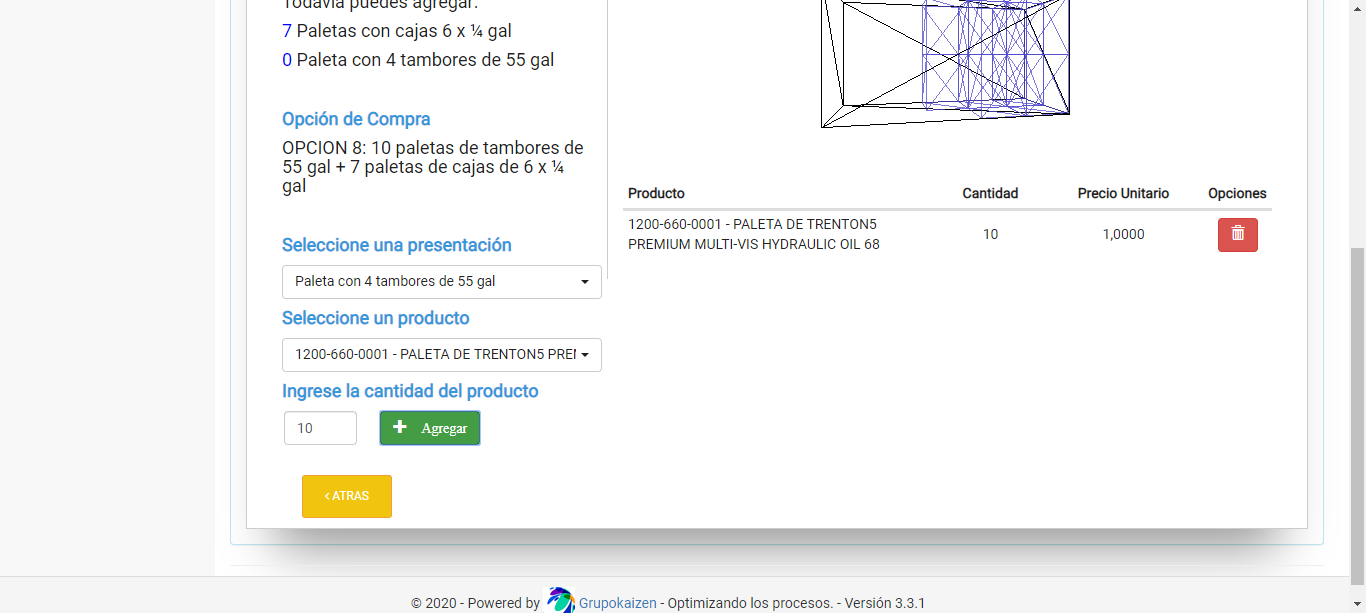 Todavía puedes agregar:
7 Paletas con cajas 6 x ¼ gal
0 Paleta con 4 tambores de 55 gal
Opción de Compra
OPCION 8: 10 paletas de tambores de
55 gal + 7 paletas de cajas de 6 x ¼
gal
Seleccione una presentación
Paleta con 4 tambores de 55 gal
Seleccione un producto
1200-660-0001 - PALETA DE TRENTON5 PREM
Ingrese la cantidad del producto
10
+ Agregar
‹ ATRAS
Producto Cantidad Precio Unitario Opciones
1200-660-0001 - PALETA DE TRENTON5
PREMIUM MULTI-VIS HYDRAULIC OIL 68
10 1,0000
© 2020 - Powered by Grupokaizen - Optimizando los procesos. - Versión 3.3.1